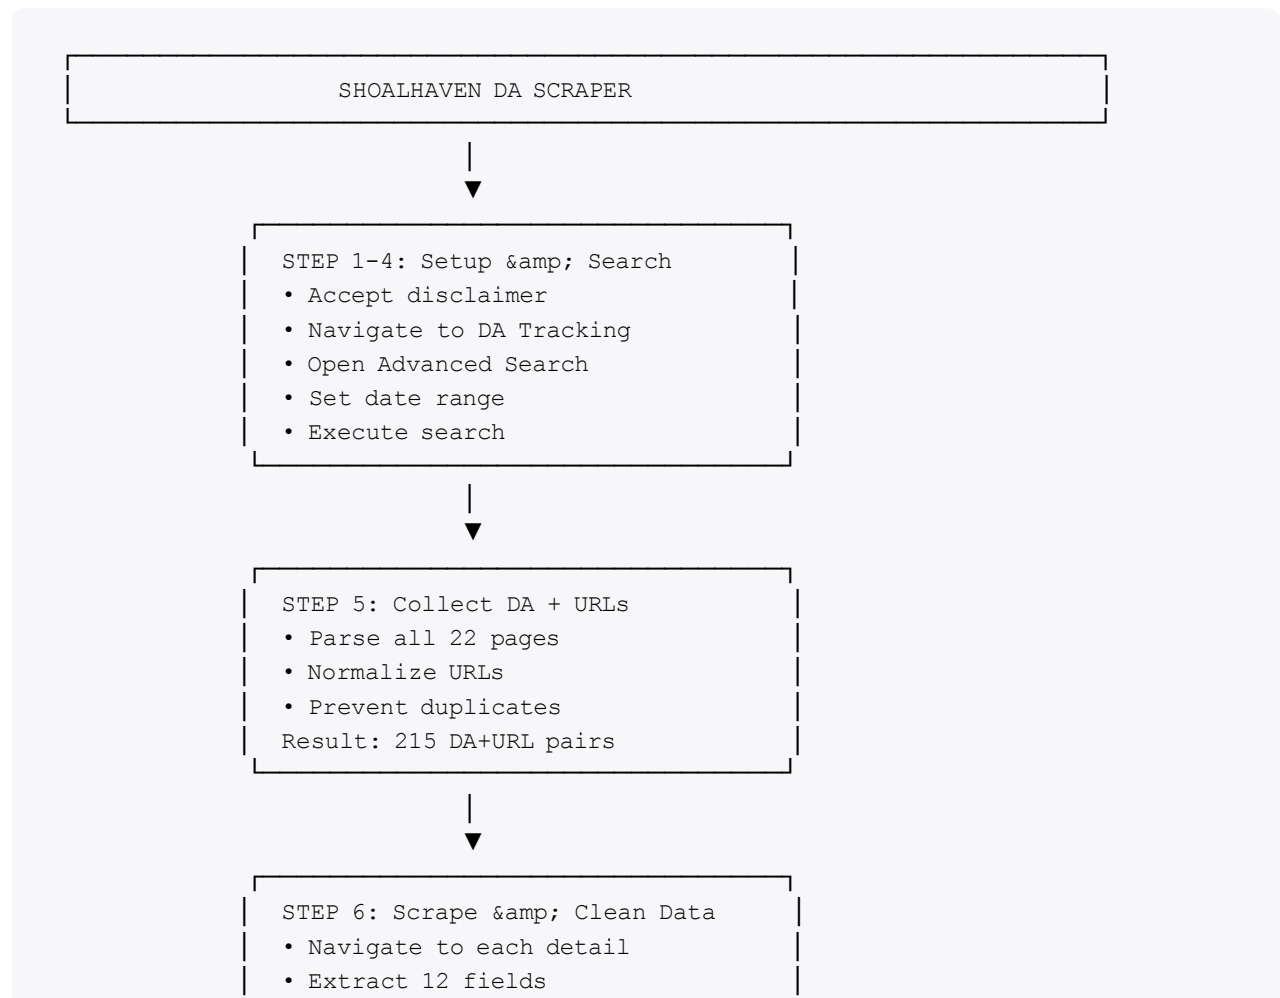 SHOALHAVEN DA SCRAPER
STEP 1-4: Setup &amp; Search
• Accept disclaimer
• Navigate to DA Tracking
• Open Advanced Search
• Set date range
• Execute search
STEP 5: Collect DA + URLs
• Parse all 22 pages
• Normalize URLs
• Prevent duplicates
Result: 215 DA+URL pairs
STEP 6: Scrape &amp; Clean Data
• Navigate to each detail
• Extract 12 fields